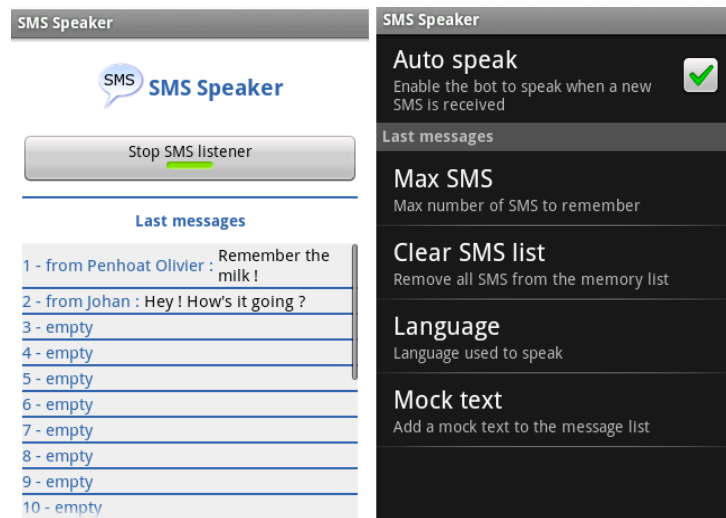 SMS Speaker
SMS
SMS Speaker
Stop SMS listener
Last messages
1 - from Penhoat Olivier : Remember the
milk !
2 - from Johan : Hey ! How's it going ?
3 - empty
4 - empty
5 - empty
6 - empty
7 - empty
8 - empty
9 - empty
10 - empty
SMS Speaker
Auto speak
Enable the bot to speak when a new
SMS is received
Last messages
Max SMS
Max number of SMS to remember
Clear SMS list
Remove all SMS from the memory list
Language
Language used to speak
Mock text
Add a mock text to the message list